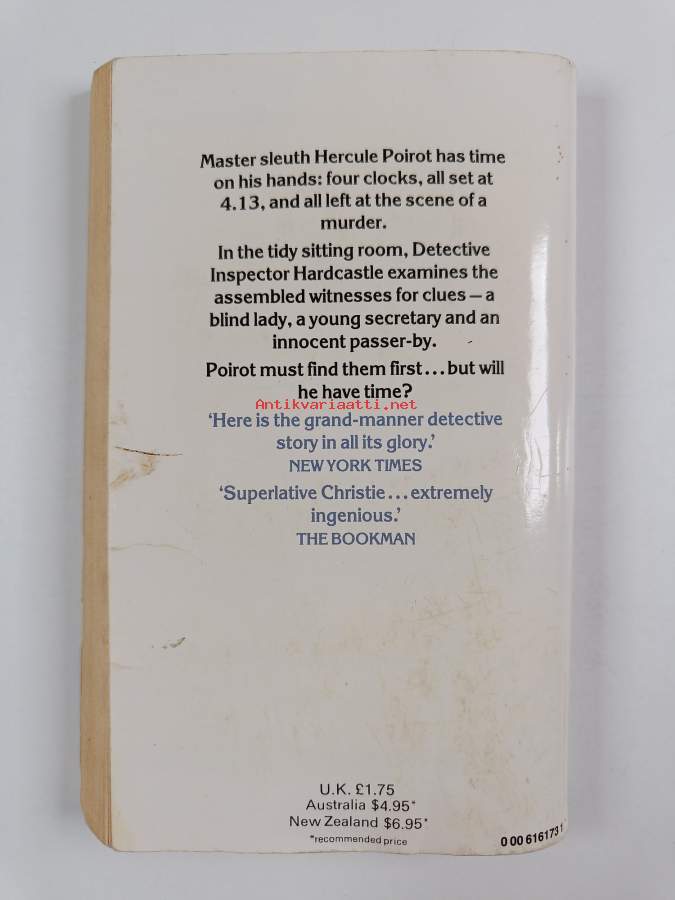 Master sleuth Hercule Poirot has time
on his hands: four clocks, all set at
4.13, and all left at the scene of a
murder.
In the tidy sitting room, Detective
Inspector Hardcastle examines the
assembled witnesses for clues – a
blind lady, a young secretary and an
innocent passer-by.
Poirot must find them first...but will
he have time?
Antikvariaatti.net
‘Here is the grand-manner detective
story in all its glory.’
NEW YORK TIMES
‘Superlative Christie...extremely
ingenious.’
THE BOOKMAN
U.K. £1.75
Australia $4.95*
New Zealand $6.95*
*recommended price
0 00 6161731